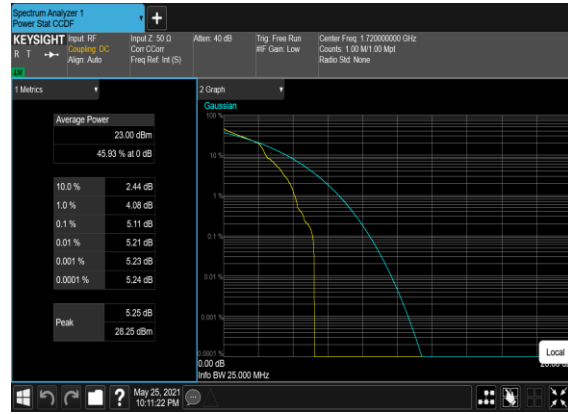 Spectrum Analyzer 1
Power Stat CCDF
+
KEYSIGHT
R T
LXI
Input: RF
Coupling: DC
Align: Auto
Input Z: 50 Ω
Corr CCorr
Freq Ref: Int (S)
Atten: 40 dB
Trig: Free Run
#IF Gain: Low
Center Freq: 1.720000000 GHz
Counts: 1.00 M/1.00 Mpt
Radio Std: None
1 Metrics
Average Power
23.00 dBm
45.93 % at 0 dB
10.0 % 2.44 dB
1.0 % 4.08 dB
0.1 % 5.11 dB
0.01 % 5.21 dB
0.001 % 5.23 dB
0.0001 % 5.24 dB
Peak
5.25 dB
28.25 dBm
2 Graph
Gaussian
100 %
10 %
1 %
0.1 %
0.01 %
0.001 %
0.0001 %
0.00 dB
Info BW 25.000 MHz
Local
?
May 25, 2021
10:11:22 PM